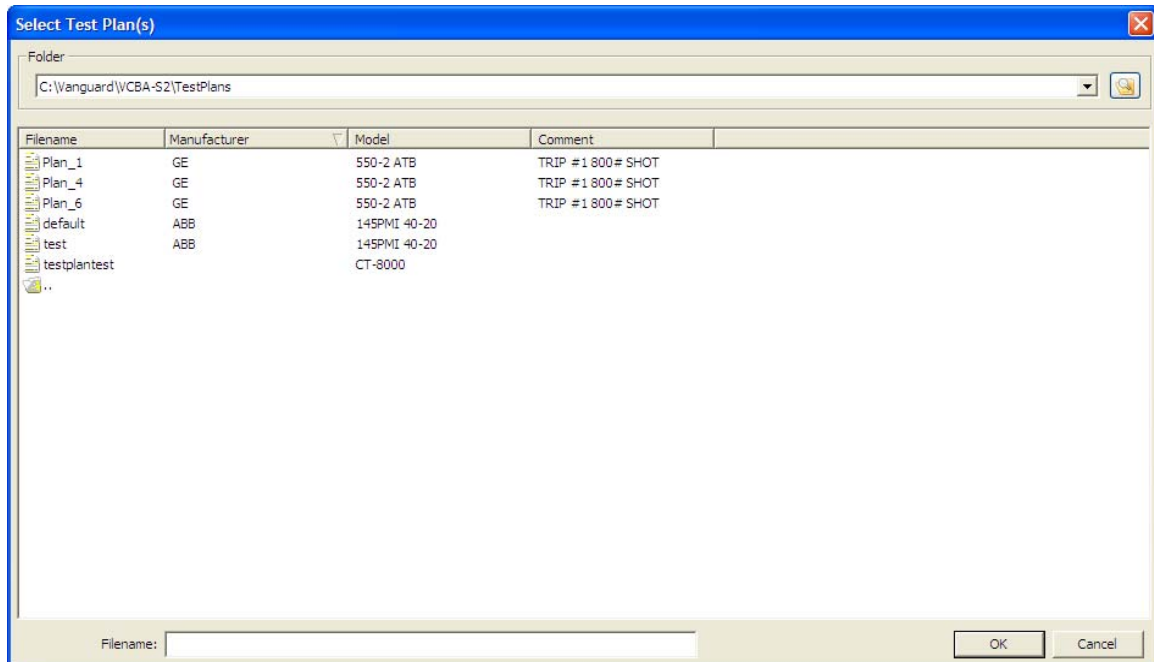 Select Test Plan(s)
Folder
C:\Vanguard\VCBA-S2\TestPlans
Filename Manufacturer Model Comment
Plan_1 GE 550-2 ATB TRIP #1 800# SHOT
Plan_4 GE 550-2 ATB TRIP #1 800# SHOT
Plan_6 GE 550-2 ATB TRIP #1 800# SHOT
default ABB 145PMI 40-20
test ABB 145PMI 40-20
testplantest CT-8000
..
Filename: OK Cancel